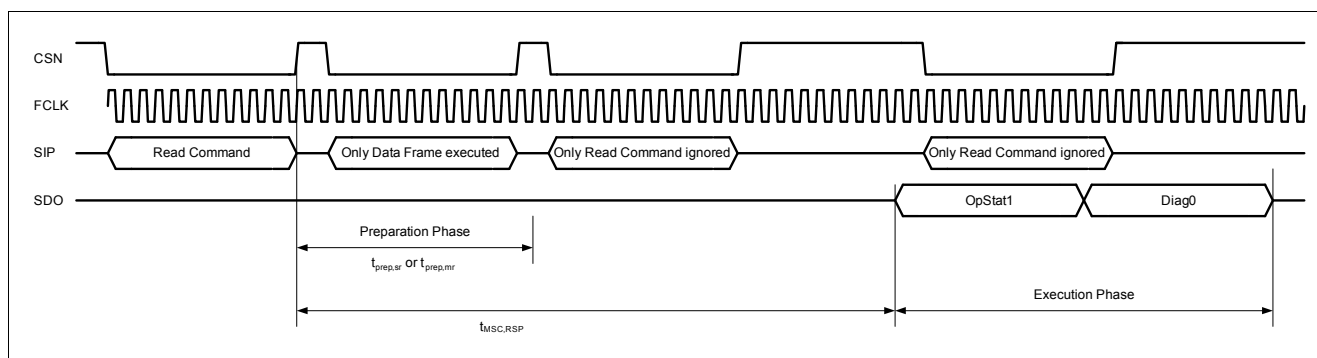 CSN
FCLK
SIP
Read Command
Only Data Frame executed
Only Read Command ignored
Only Read Command ignored
SDO
OpStat1
Diag0
Preparation Phase
tprep,sr or tprep,mr
Execution Phase
tMSC,RSP